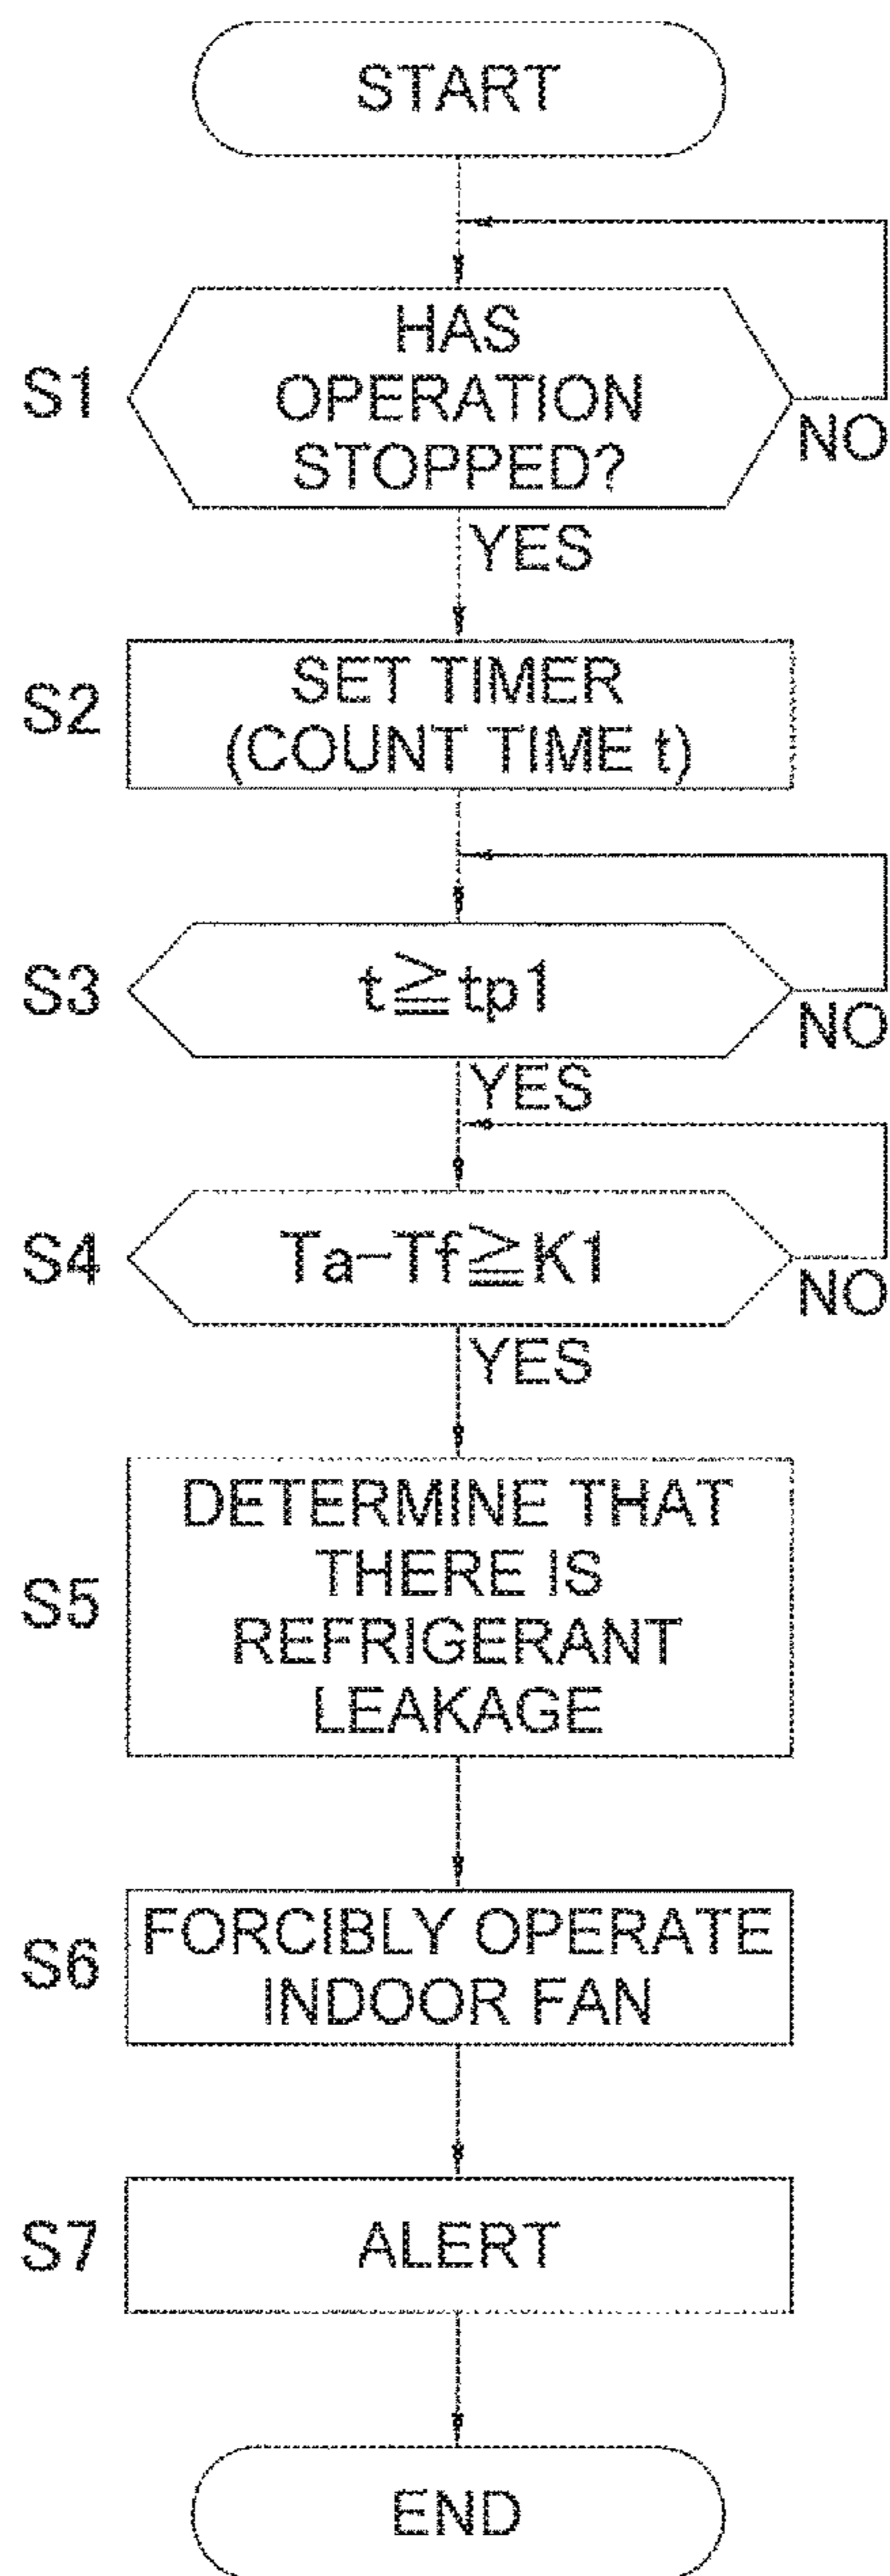 START
S1
HAS
OPERATION
STOPPED?
NO
YES
S2
SET TIMER
(COUNT TIME t)
S3
t≧tp1
NO
YES
S4
Ta-Tf≧K1
NO
YES
S5
DETERMINE THAT
THERE IS
REFRIGERANT
LEAKAGE
S6
FORCIBLY OPERATE
INDOOR FAN
S7
ALERT
END